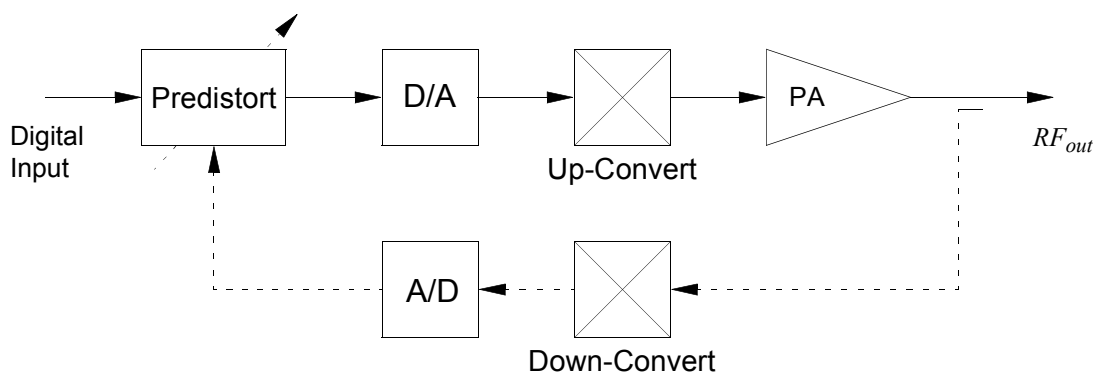 Predistort
D/A
PA
Digital
Input
Up-Convert
RFout
A/D
Down-Convert